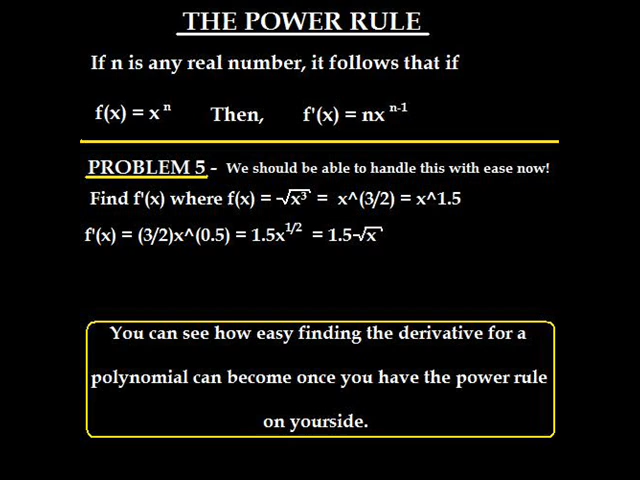 THE POWER RULE
If n is any real number, it follows that if
f(x) = x^n Then, f'(x) = nx^n-1
PROBLEM 5 - We should be able to handle this with ease now!
Find f'(x) where f(x) = √x³ = x^(3/2) = x^1.5
f'(x) = (3/2)x^(0.5) = 1.5x^1/2 = 1.5√x
You can see how easy finding the derivative for a
polynomial can become once you have the power rule
on yourside.